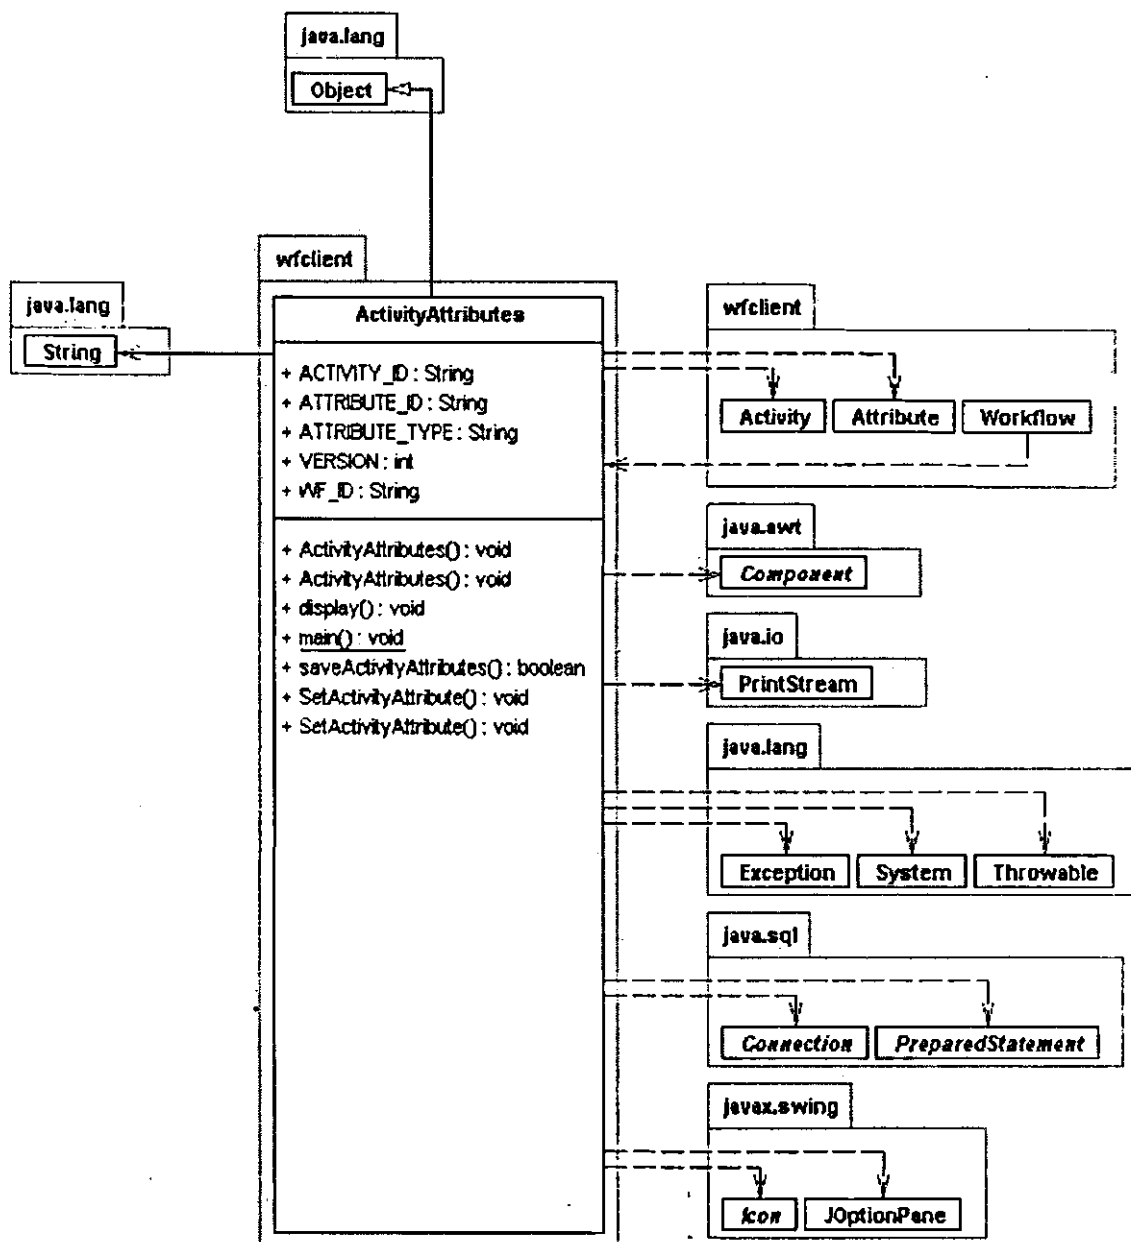 java.lang
Object
wfclient
java.lang
String
ActivityAttributes
+ ACTIVITY_ID : String
+ ATTRIBUTE_ID : String
+ ATTRIBUTE_TYPE : String
+ VERSION : int
+ WF_ID : String
+ ActivityAttributes() : void
+ ActivityAttributes() : void
+ display() : void
+ main() : void
+ saveActivityAttributes() : boolean
+ SetActivityAttribute() : void
+ SetActivityAttribute() : void
wfclient
Activity Attribute Workflow
java.awt
Component
java.io
PrintStream
java.lang
Exception System Throwable
java.sql
Connection PreparedStatement
javax.swing
Icon JOptionPane